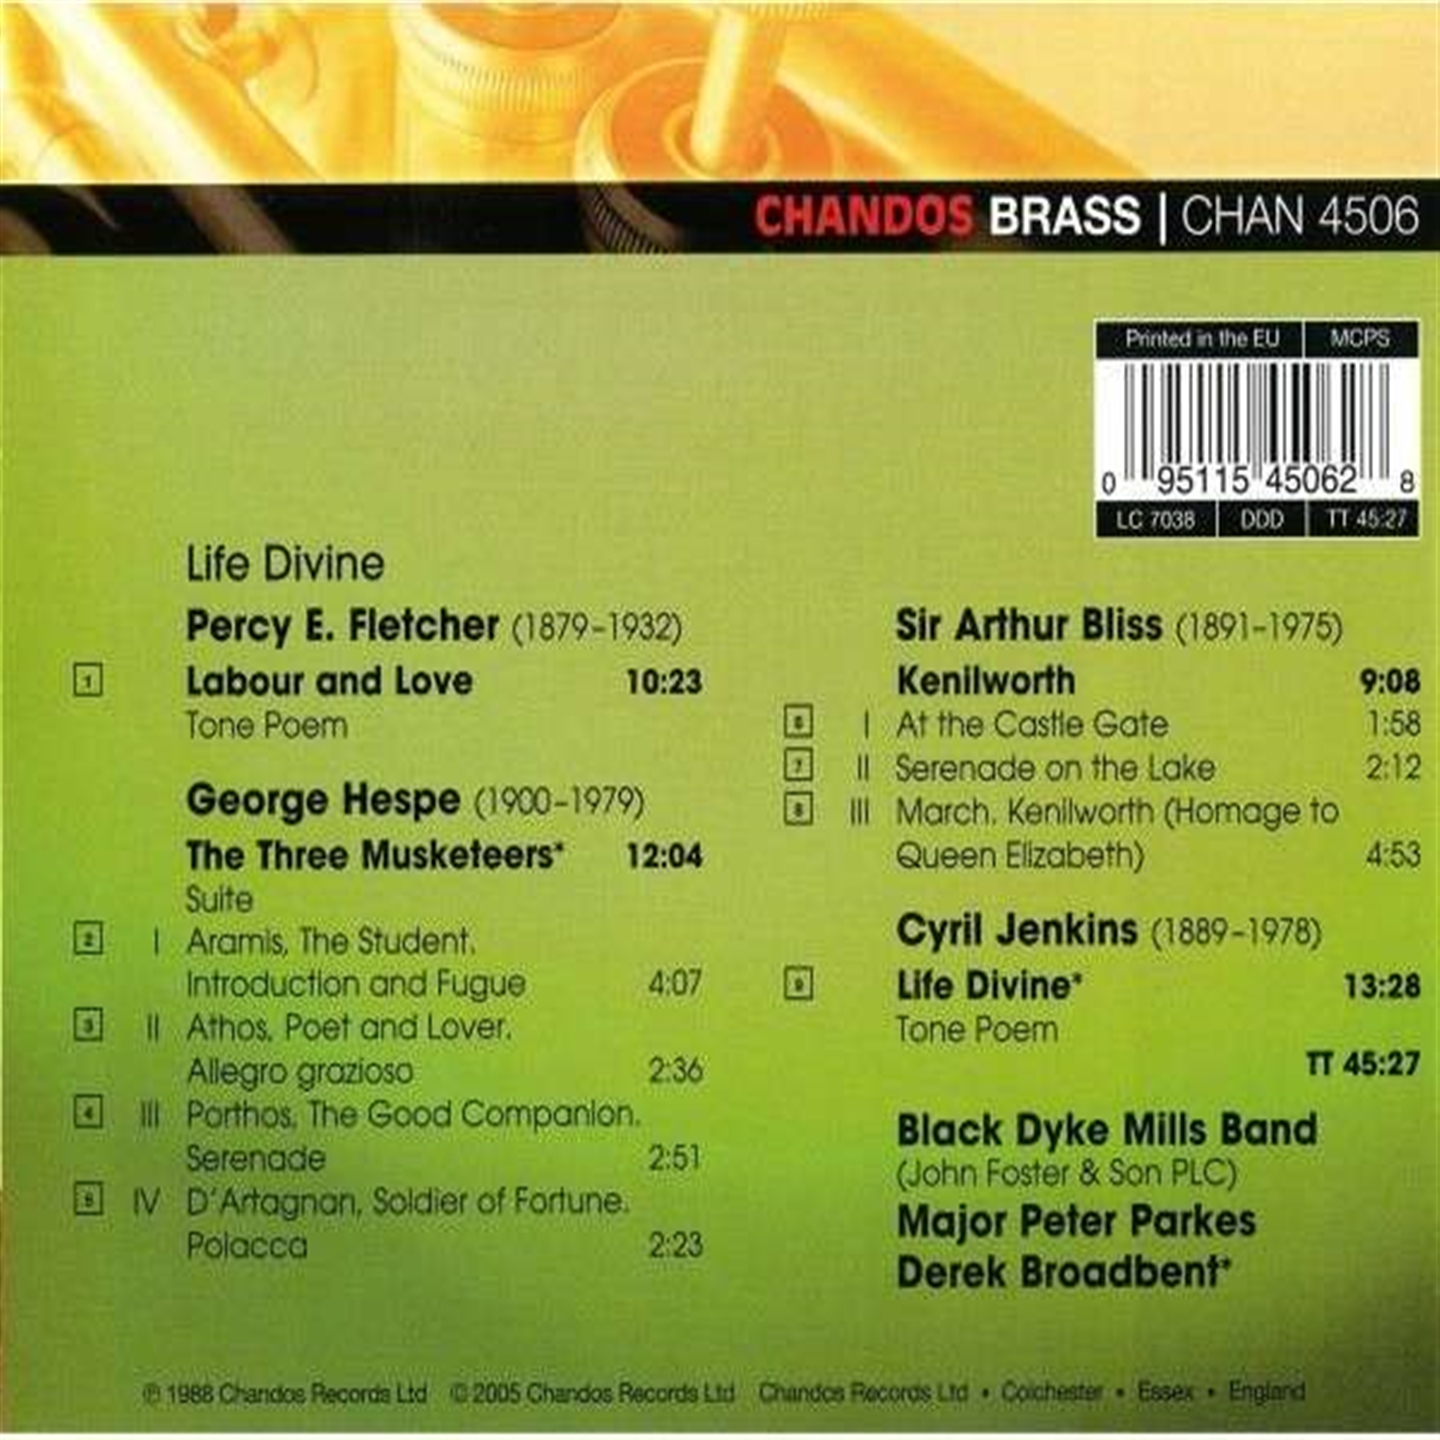 CHANDOS BRASS | CHAN 4506
Printed in the EU MCPS
0 95115 45062 8
LC 7038 DDD TT 45:27
Life Divine
Percy E. Fletcher (1879-1932)
1 Labour and Love 10:23
Tone Poem
George Hespe (1900-1979)
The Three Musketeers* 12:04
Suite
2 I Aramis, The Student.
Introduction and Fugue 4:07
3 II Athos, Poet and Lover.
Allegro grazioso 2:36
4 III Porthos, The Good Companion.
Serenade 2:51
5 IV D'Artagnan, Soldier of Fortune.
Polacca 2:23
Sir Arthur Bliss (1891-1975)
Kenilworth 9:08
6 I At the Castle Gate 1:58
7 II Serenade on the Lake 2:12
8 III March. Kenilworth (Homage to
Queen Elizabeth) 4:53
Cyril Jenkins (1889-1978)
9 Life Divine* 13:28
Tone Poem
TT 45:27
Black Dyke Mills Band
(John Foster & Son PLC)
Major Peter Parkes
Derek Broadbent*
℗ 1988 Chandos Records Ltd © 2005 Chandos Records Ltd Chandos Records Ltd • Colchester • Essex • England